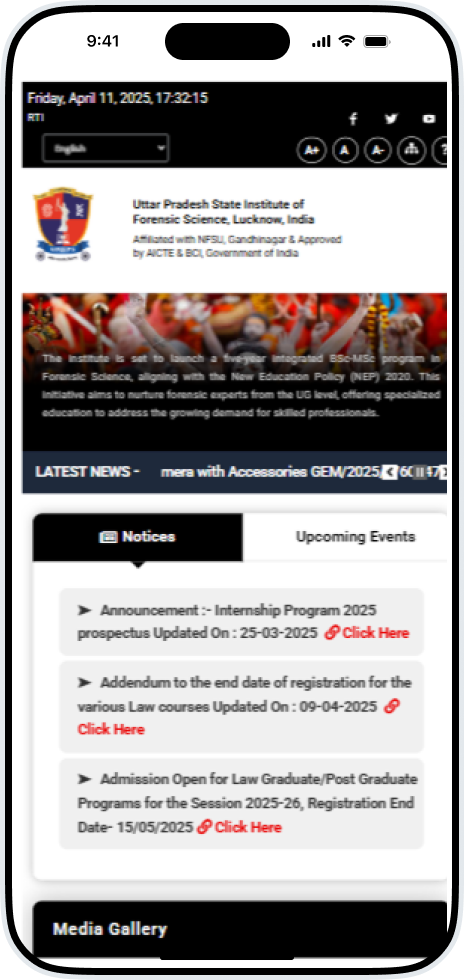 9:41
Friday, April 11, 2025, 17:32:15
RTI
English
A+ A A- ?
Uttar Pradesh State Institute of
Forensic Science, Lucknow, India
Affiliated with NFSU, Gandhinagar & Approved
by AICTE & BCI, Government of India
The institute is set to launch a five-year integrated BSc-MSc program in
Forensic Science, aligning with the New Education Policy (NEP) 2020. This
initiative aims to nurture forensic experts from the UG level, offering specialized
education to address the growing demand for skilled professionals.
LATEST NEWS - mera with Accessories GEM/2025/
Notices
Upcoming Events
➤ Announcement :- Internship Program 2025
prospectus Updated On : 25-03-2025 Click Here
➤ Addendum to the end date of registration for the
various Law courses Updated On : 09-04-2025
Click Here
➤ Admission Open for Law Graduate/Post Graduate
Programs for the Session 2025-26, Registration End
Date- 15/05/2025 Click Here
Media Gallery